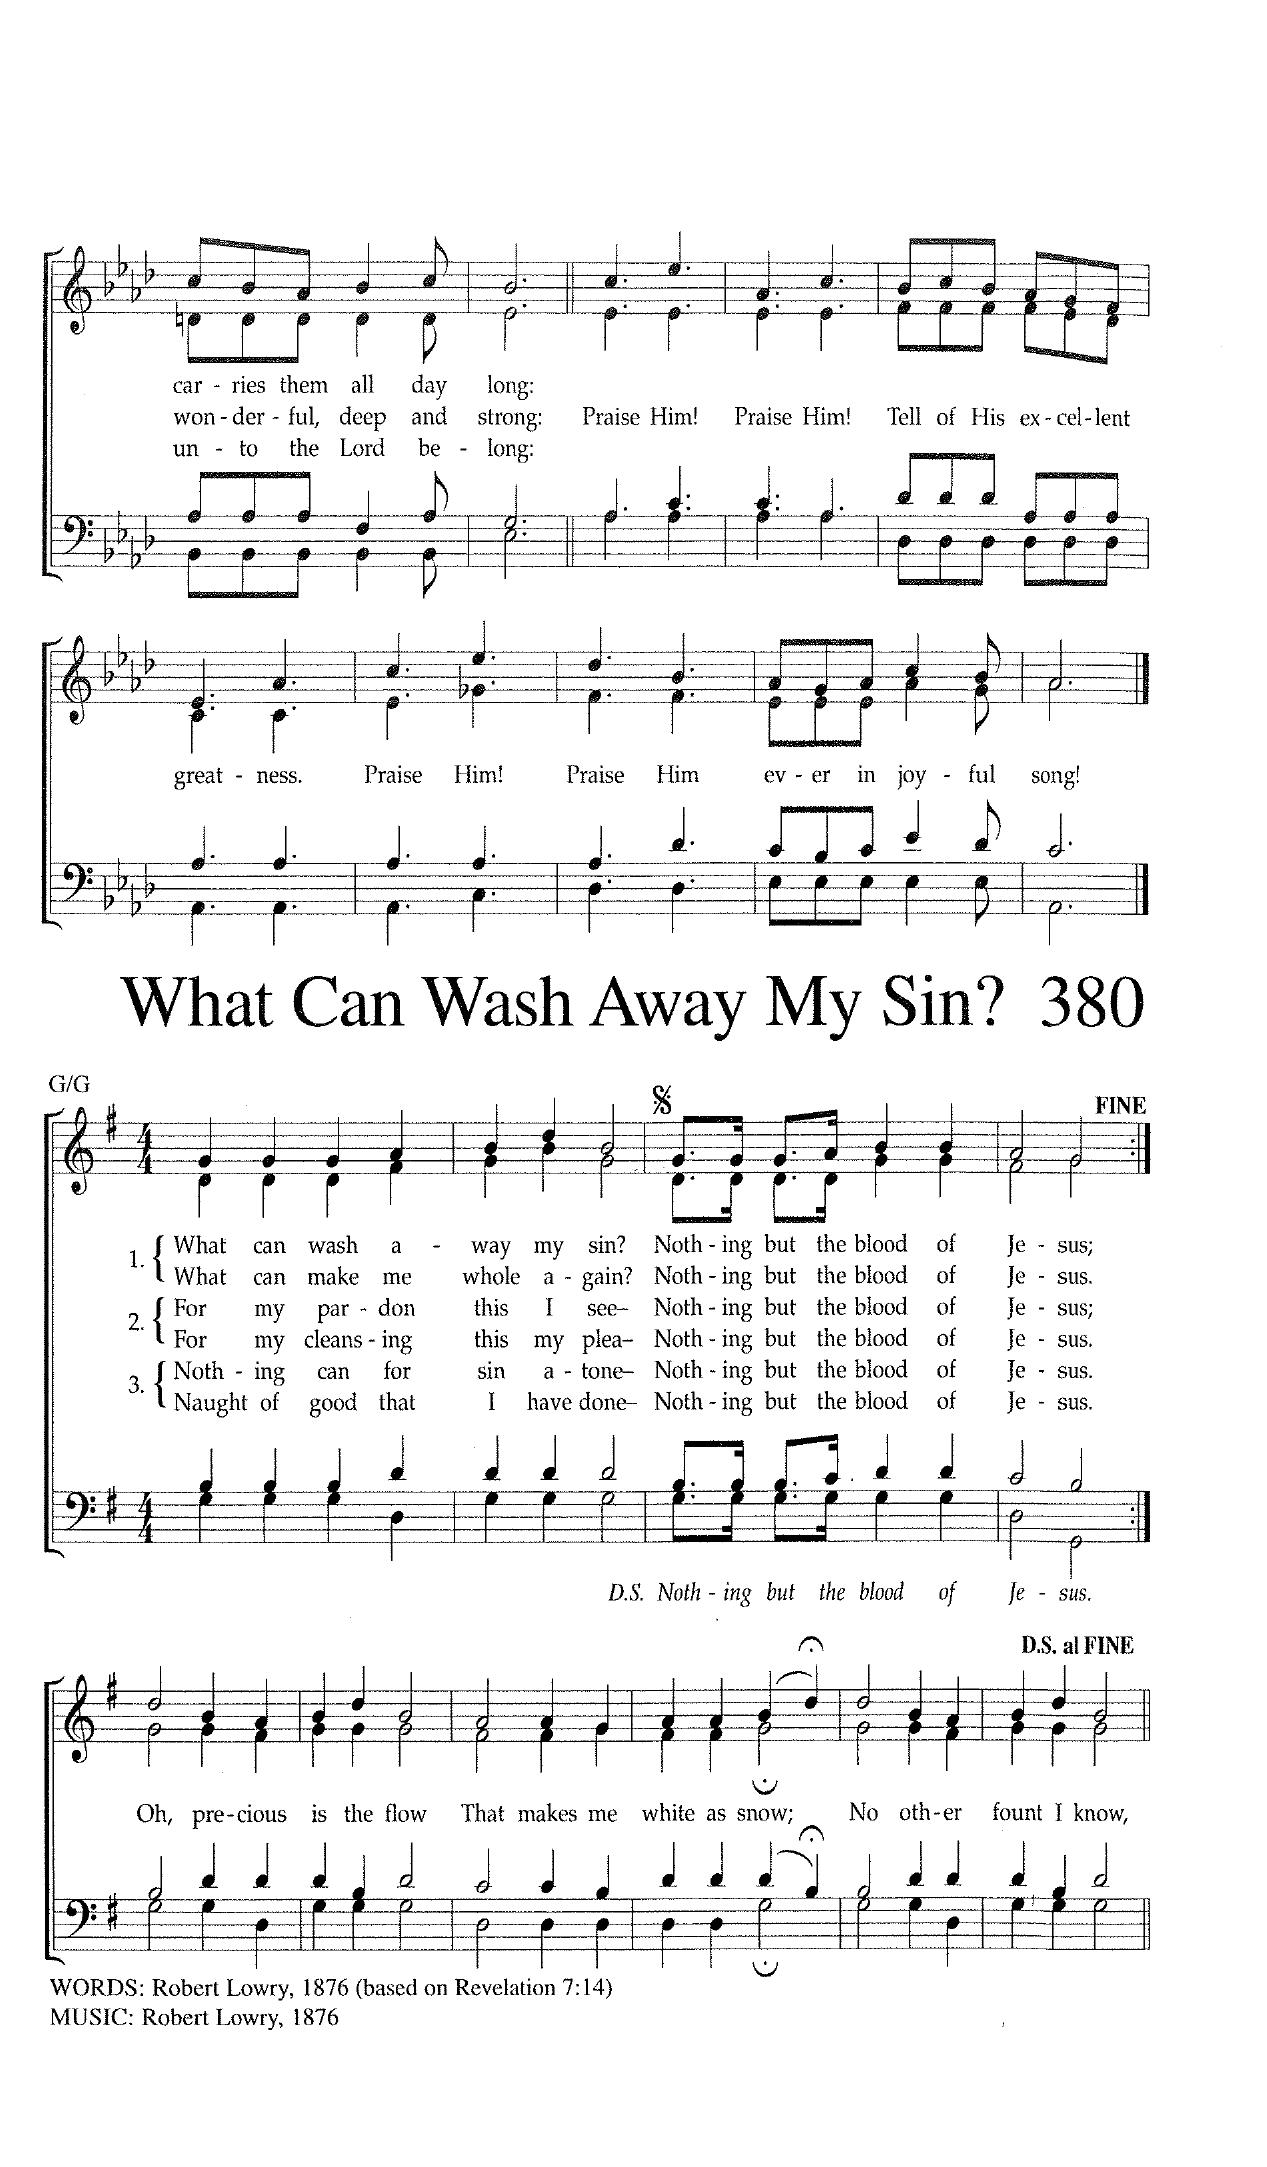 car - ries them all day long:
won - der - ful, deep and strong: Praise Him! Praise Him! Tell of His ex - cel - lent
un - to the Lord be - long:
great - ness. Praise Him! Praise Him ev - er in joy - ful song!
What Can Wash Away My Sin? 380
G/G
FINE
4
4
1. { What can wash a - way my sin? Noth - ing but the blood of Je - sus;
What can make me whole a - gain? Noth - ing but the blood of Je - sus.
2. { For my par - don this I see– Noth - ing but the blood of Je - sus;
For my cleans - ing this my plea– Noth - ing but the blood of Je - sus.
3. { Noth - ing can for sin a - tone– Noth - ing but the blood of Je - sus.
Naught of good that I have done– Noth - ing but the blood of Je - sus.
4
4
D.S. Noth - ing but the blood of Je - sus.
D.S. al FINE
Oh, pre - cious is the flow That makes me white as snow; No oth - er fount I know,
WORDS: Robert Lowry, 1876 (based on Revelation 7:14)
MUSIC: Robert Lowry, 1876